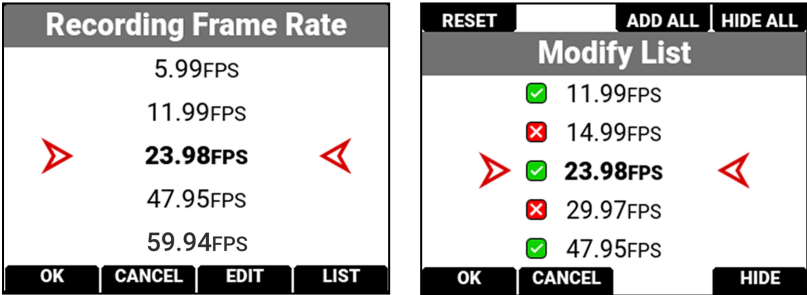 Recording Frame Rate
5.99FPS
11.99FPS
23.98FPS
47.95FPS
59.94FPS
OK CANCEL EDIT LIST
RESET ADD ALL HIDE ALL
Modify List
11.99FPS
14.99FPS
23.98FPS
29.97FPS
47.95FPS
OK CANCEL HIDE